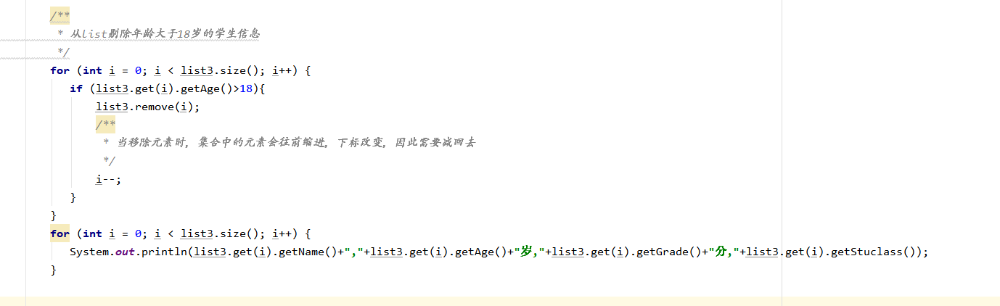 /**
 * 从list剔除年龄大于18岁的学生信息
 */
for (int i = 0; i < list3.size(); i++) {
    if (list3.get(i).getAge()>18){
        list3.remove(i);
        /**
         * 当移除元素时, 集合中的元素会往前缩进, 下标改变, 因此需要减回去
         */
        i--;
    }
}
for (int i = 0; i < list3.size(); i++) {
    System.out.println(list3.get(i).getName()+","+list3.get(i).getAge()+"岁,"+list3.get(i).getGrade()+"分,"+list3.get(i).getStuclass());
}